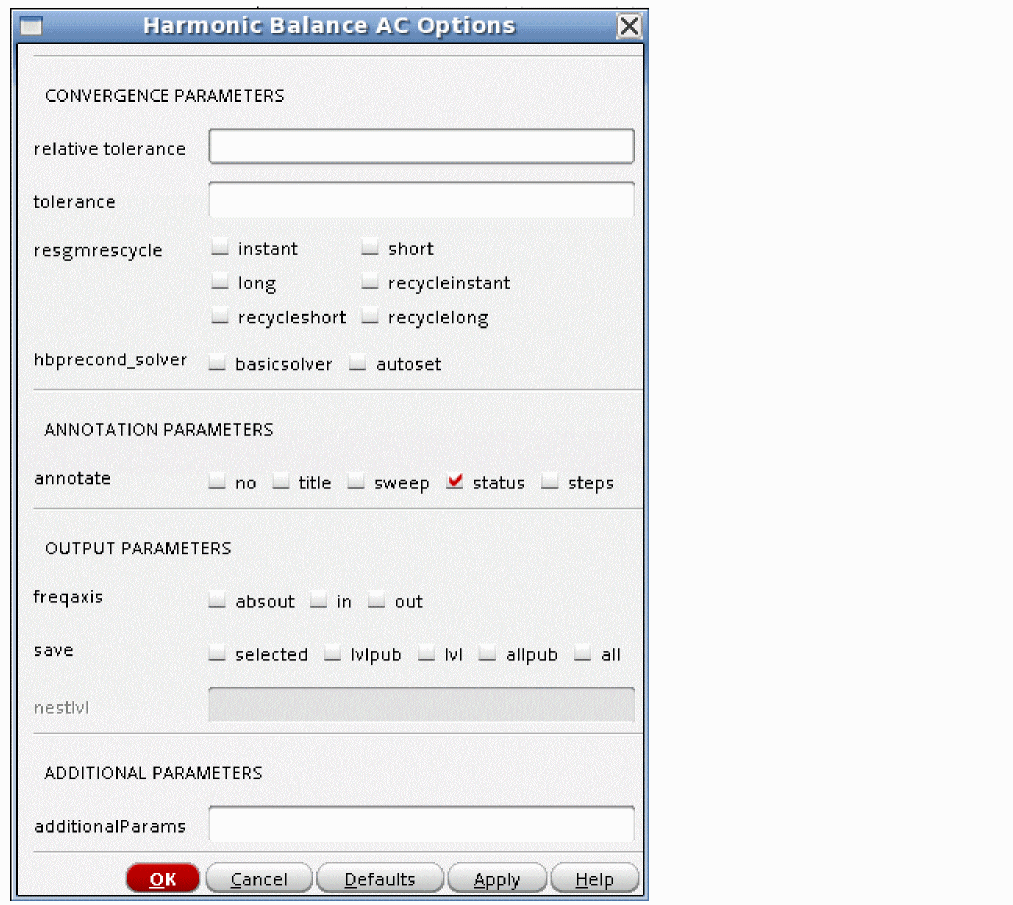 Harmonic Balance AC Options
CONVERGENCE PARAMETERS
relative tolerance
tolerance
resgmrescycle instant short
long recycleinstant
recycleshort recyclelong
hbprecond_solver basicsolver autoset
ANNOTATION PARAMETERS
annotate no title sweep status steps
OUTPUT PARAMETERS
freqaxis absout in out
save selected lvlpub lvl allpub all
nestlvl
ADDITIONAL PARAMETERS
additionalParams
OK Cancel Defaults Apply Help